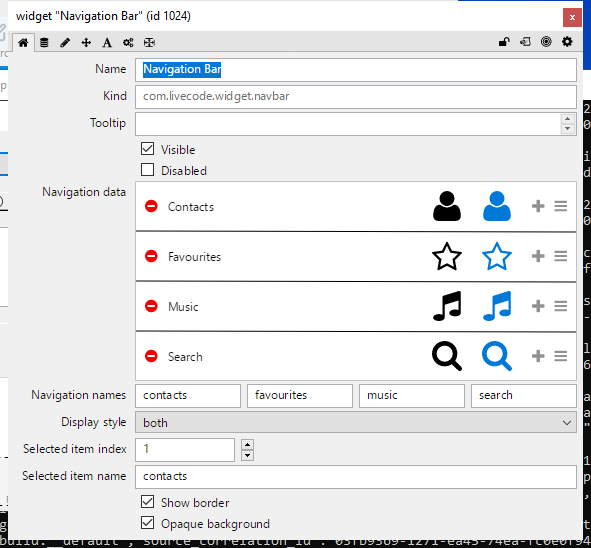 widget "Navigation Bar" (id 1024)
Name
Navigation Bar
Kind
com.livecode.widget.navbar
Tooltip
Visible
Disabled
Navigation data
Contacts
Favourites
Music
Search
Navigation names
contacts
favourites
music
search
Display style
both
Selected item index
1
Selected item name
contacts
Show border
Opaque background